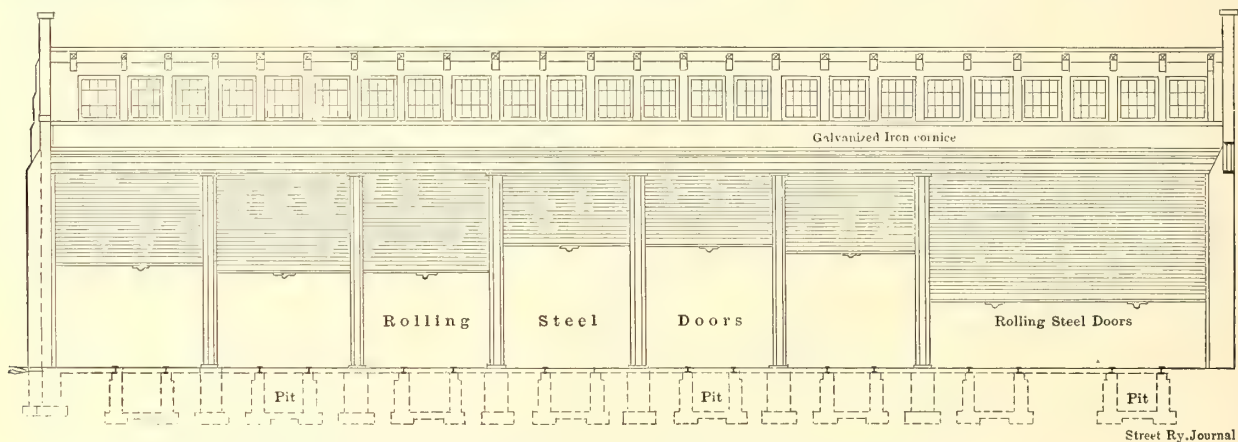 Galvanized Iron cornice
Rolling Steel Doors
Rolling Steel Doors
Pit Pit Pit
Street Ry. Journal